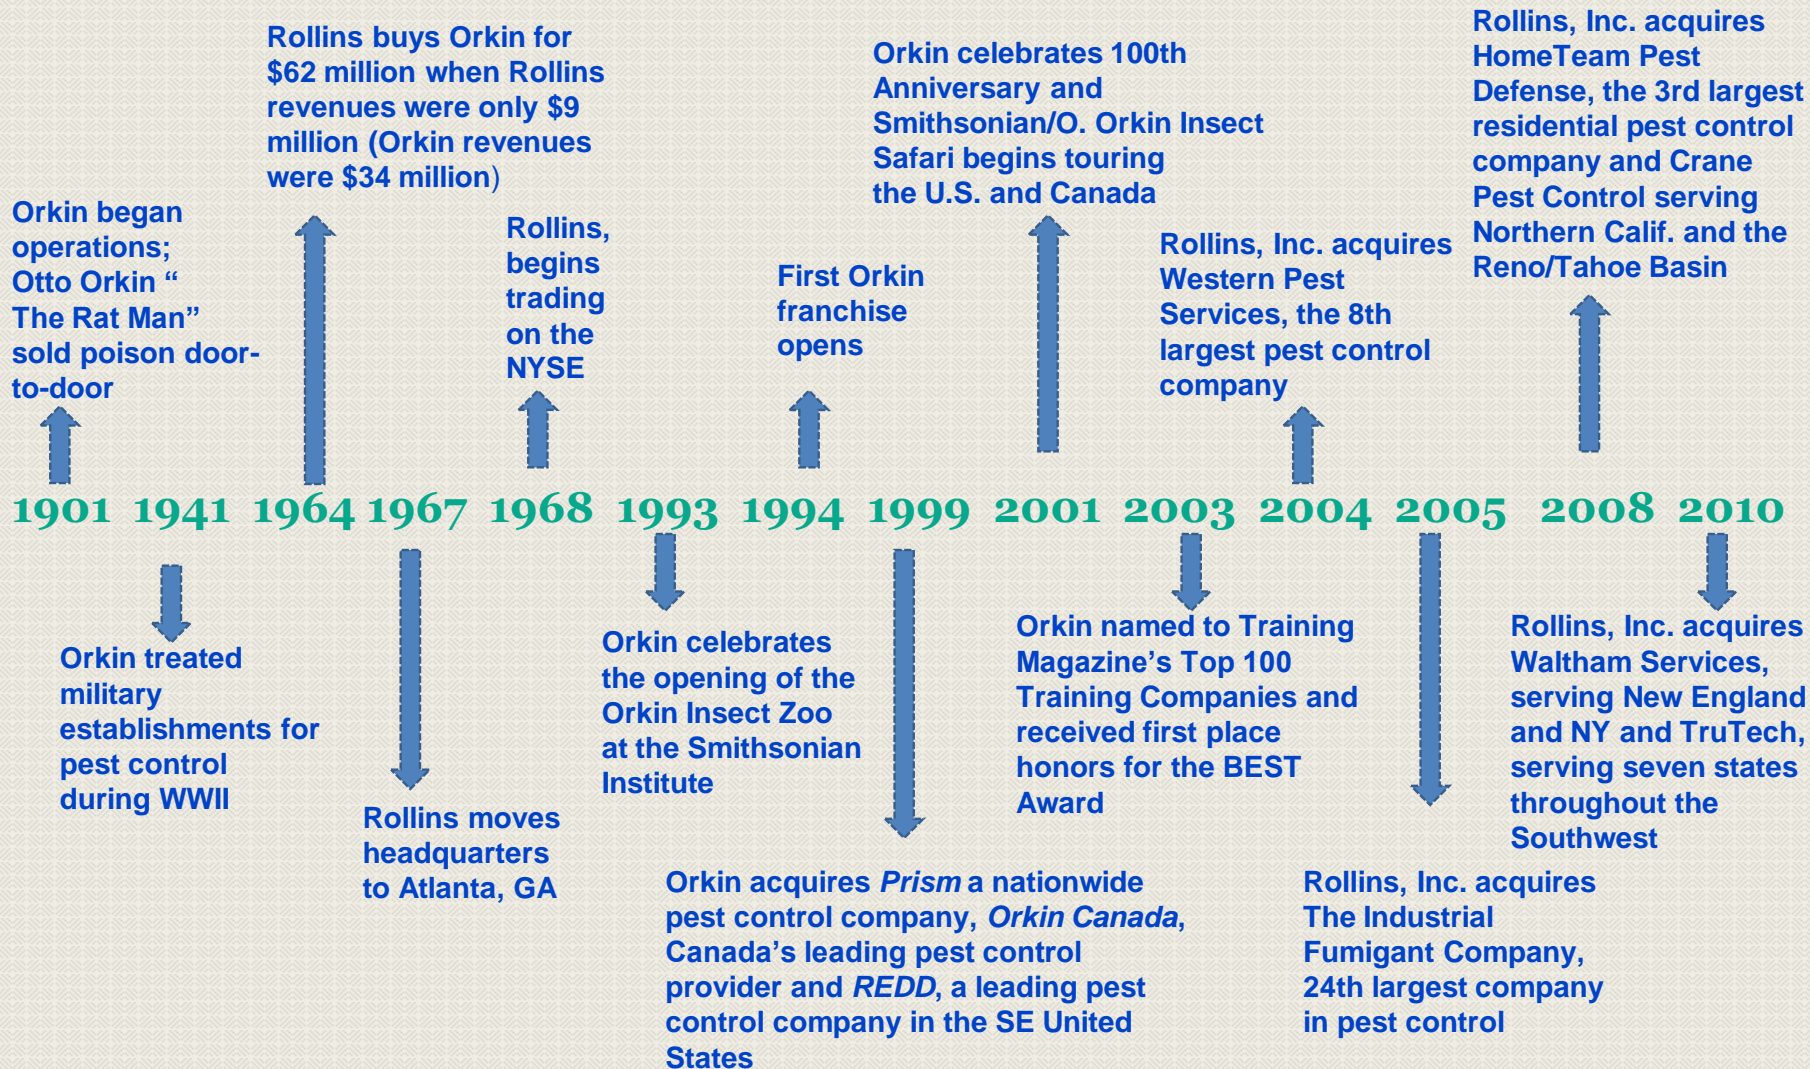 Rollins buys Orkin for
$62 million when Rollins
revenues were only $9
million (Orkin revenues
were $34 million)
Orkin celebrates 100th
Anniversary and
Smithsonian/O. Orkin Insect
Safari begins touring
the U.S. and Canada
Rollins, Inc. acquires
HomeTeam Pest
Defense, the 3rd largest
residential pest control
company and Crane
Pest Control serving
Northern Calif. and the
Reno/Tahoe Basin
Orkin began
operations;
Otto Orkin “
The Rat Man”
sold poison door-
to-door
Rollins,
begins
trading
on the
NYSE
First Orkin
franchise
opens
Rollins, Inc. acquires
Western Pest
Services, the 8th
largest pest control
company
1901 1941 1964 1967 1968 1993 1994 1999 2001 2003 2004 2005 2008 2010
Orkin treated
military
establishments for
pest control
during WWII
Rollins moves
headquarters
to Atlanta, GA
Orkin celebrates
the opening of the
Orkin Insect Zoo
at the Smithsonian
Institute
Orkin acquires Prism a nationwide
pest control company, Orkin Canada,
Canada’s leading pest control
provider and REDD, a leading pest
control company in the SE United
States
Orkin named to Training
Magazine’s Top 100
Training Companies and
received first place
honors for the BEST
Award
Rollins, Inc. acquires
The Industrial
Fumigant Company,
24th largest company
in pest control
Rollins, Inc. acquires
Waltham Services,
serving New England
and NY and TruTech,
serving seven states
throughout the
Southwest